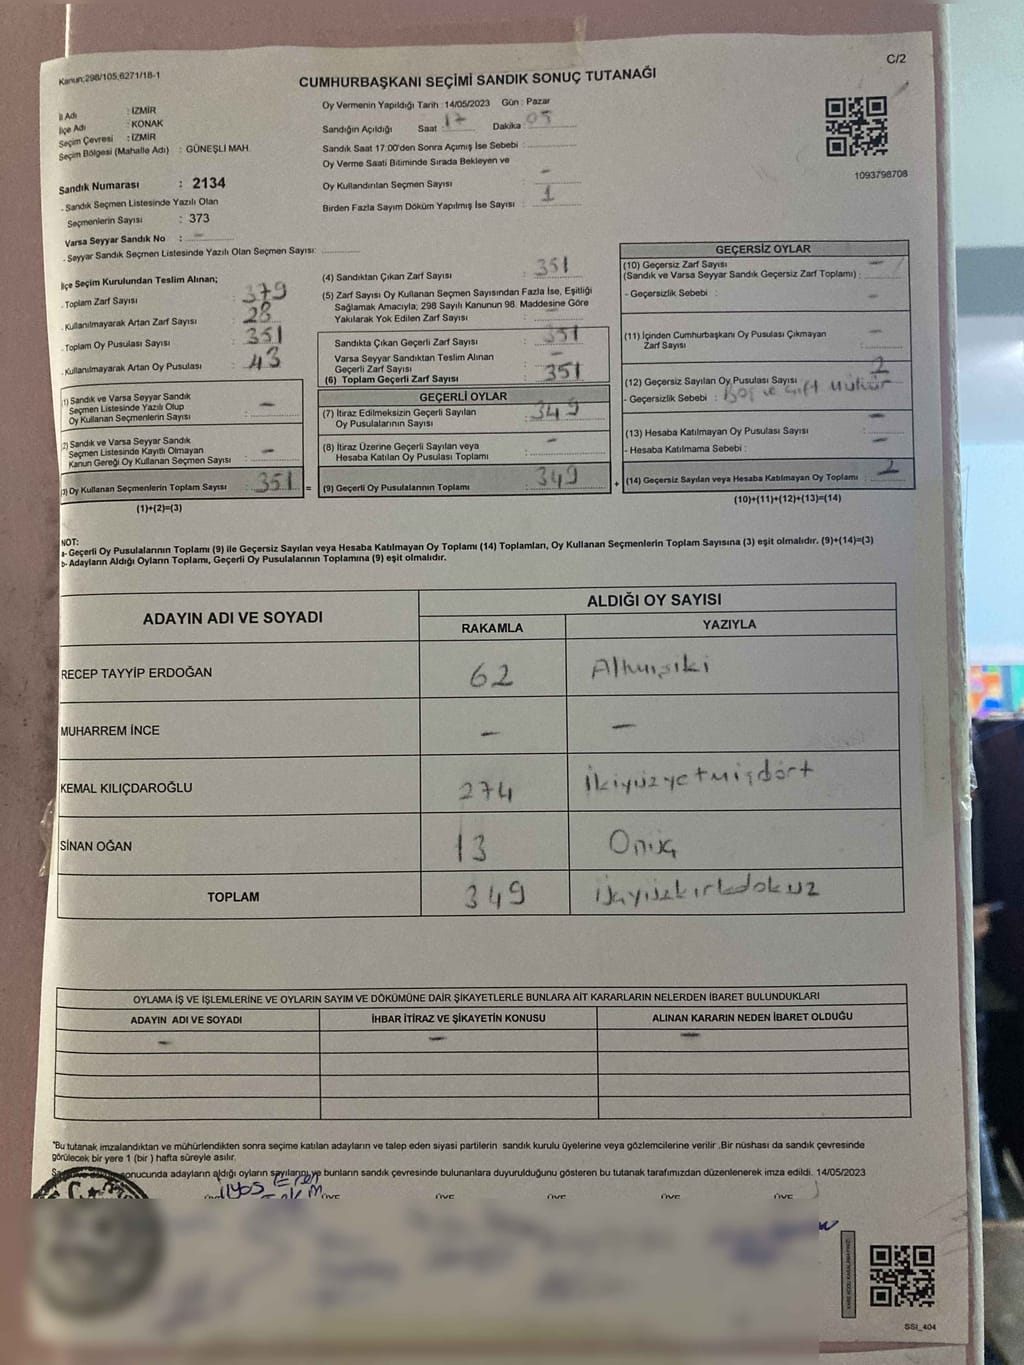 Kanun;298/105,6271/18-1
C/2
CUMHURBAŞKANI SEÇİMİ SANDIK SONUÇ TUTANAĞI
İl Adı : İZMİR
İlçe Adı : KONAK
Seçim Çevresi : İZMİR
Seçim Bölgesi (Mahalle Adı) : GÜNEŞLİ MAH.
Sandık Numarası : 2134
- Sandık Seçmen Listesinde Yazılı Olan
Seçmenlerin Sayısı : 373
Varsa Seyyar Sandık No : -
- Seyyar Sandık Seçmen Listesinde Yazılı Olan Seçmen Sayısı:
Oy Vermenin Yapıldığı Tarih :14/05/2023 Gün : Pazar
Sandığın Açıldığı Saat : 17 Dakika : 05
Sandık Saat 17.00'den Sonra Açımış İse Sebebi :
Oy Verme Saati Bitiminde Sırada Bekleyen ve
Oy Kullandırılan Seçmen Sayısı : -
Birden Fazla Sayım Döküm Yapılmış İse Sayısı : 1
1093798708
İlçe Seçim Kurulundan Teslim Alınan;
- Toplam Zarf Sayısı : 379
- Kullanılmayarak Artan Zarf Sayısı : 28
- Toplam Oy Pusulası Sayısı : 351
- Kullanılmayarak Artan Oy Pusulası : 43
(1) Sandık ve Varsa Seyyar Sandık
Seçmen Listesinde Yazılı Olup
Oy Kullanan Seçmenlerin Sayısı : -
(2) Sandık ve Varsa Seyyar Sandık
Seçmen Listesinde Kayıtlı Olmayan
Kanun Gereği Oy Kullanan Seçmen Sayısı : -
(3) Oy Kullanan Seçmenlerin Toplam Sayısı : 351 =
(1)+(2)=(3)
(4) Sandıktan Çıkan Zarf Sayısı : 351
(5) Zarf Sayısı Oy Kullanan Seçmen Sayısından Fazla İse, Eşitliği
Sağlamak Amacıyla; 298 Sayılı Kanunun 98. Maddesine Göre
Yakılarak Yok Edilen Zarf Sayısı :
Sandıkta Çıkan Geçerli Zarf Sayısı : 351
Varsa Seyyar Sandıktan Teslim Alınan
Geçerli Zarf Sayısı : -
(6) Toplam Geçerli Zarf Sayısı : 351
GEÇERLİ OYLAR
(7) İtiraz Edilmeksizin Geçerli Sayılan
Oy Pusulalarının Sayısı : 349
(8) İtiraz Üzerine Geçerli Sayılan veya
Hesaba Katılan Oy Pusulası Toplamı : -
(9) Geçerli Oy Pusulalarının Toplamı : 349 +
GEÇERSİZ OYLAR
(10) Geçersiz Zarf Sayısı
(Sandık ve Varsa Seyyar Sandık Geçersiz Zarf Toplamı) : -
- Geçersizlik Sebebi : -
(11) İçinden Cumhurbaşkanı Oy Pusulası Çıkmayan
Zarf Sayısı : -
(12) Geçersiz Sayılan Oy Pusulası Sayısı : 2
- Geçersizlik Sebebi : Boş ve Çift Mühür
(13) Hesaba Katılmayan Oy Pusulası Sayısı : -
- Hesaba Katılmama Sebebi : -
(14) Geçersiz Sayılan veya Hesaba Katılmayan Oy Toplamı : 2
(10)+(11)+(12)+(13)=(14)
NOT:
a- Geçerli Oy Pusulalarının Toplamı (9) ile Geçersiz Sayılan veya Hesaba Katılmayan Oy Toplamı (14) Toplamları, Oy Kullanan Seçmenlerin Toplam Sayısına (3) eşit olmalıdır. (9)+(14)=(3)
b- Adayların Aldığı Oyların Toplamı, Geçerli Oy Pusulalarının Toplamına (9) eşit olmalıdır.
ADAYIN ADI VE SOYADI ALDIĞI OY SAYISI
RAKAMLA YAZIYLA
RECEP TAYYİP ERDOĞAN 62 Altmışiki
MUHARREM İNCE - -
KEMAL KILIÇDAROĞLU 274 İkiyüzyetmişdört
SİNAN OĞAN 13 Onüç
TOPLAM 349 üçyüzkırkdokuz
OYLAMA İŞ VE İŞLEMLERİNE VE OYLARIN SAYIM VE DÖKÜMÜNE DAİR ŞİKAYETLERLE BUNLARA AİT KARARLARIN NELERDEN İBARET BULUNDUKLARI
ADAYIN ADI VE SOYADI İHBAR İTİRAZ VE ŞİKAYETİN KONUSU ALINAN KARARIN NEDEN İBARET OLDUĞU
- - -
*Bu tutanak imzalandıktan ve mühürlendikten sonra seçime katılan adayların ve talep eden siyasi partilerin sandık kurulu üyelerine veya gözlemcilerine verilir .Bir nüshası da sandık çevresinde
görülecek bir yere 1 (bir ) hafta süreyle asılır.
sonucunda adayların aldığı oyların sayılarını ve bunların sandık çevresinde bulunanlara duyurulduğunu gösteren bu tutanak tarafımızdan düzenlenerek imza edildi. 14/05/2023
ÜYE ÜYE ÜYE ÜYE ÜYE
SSI_404